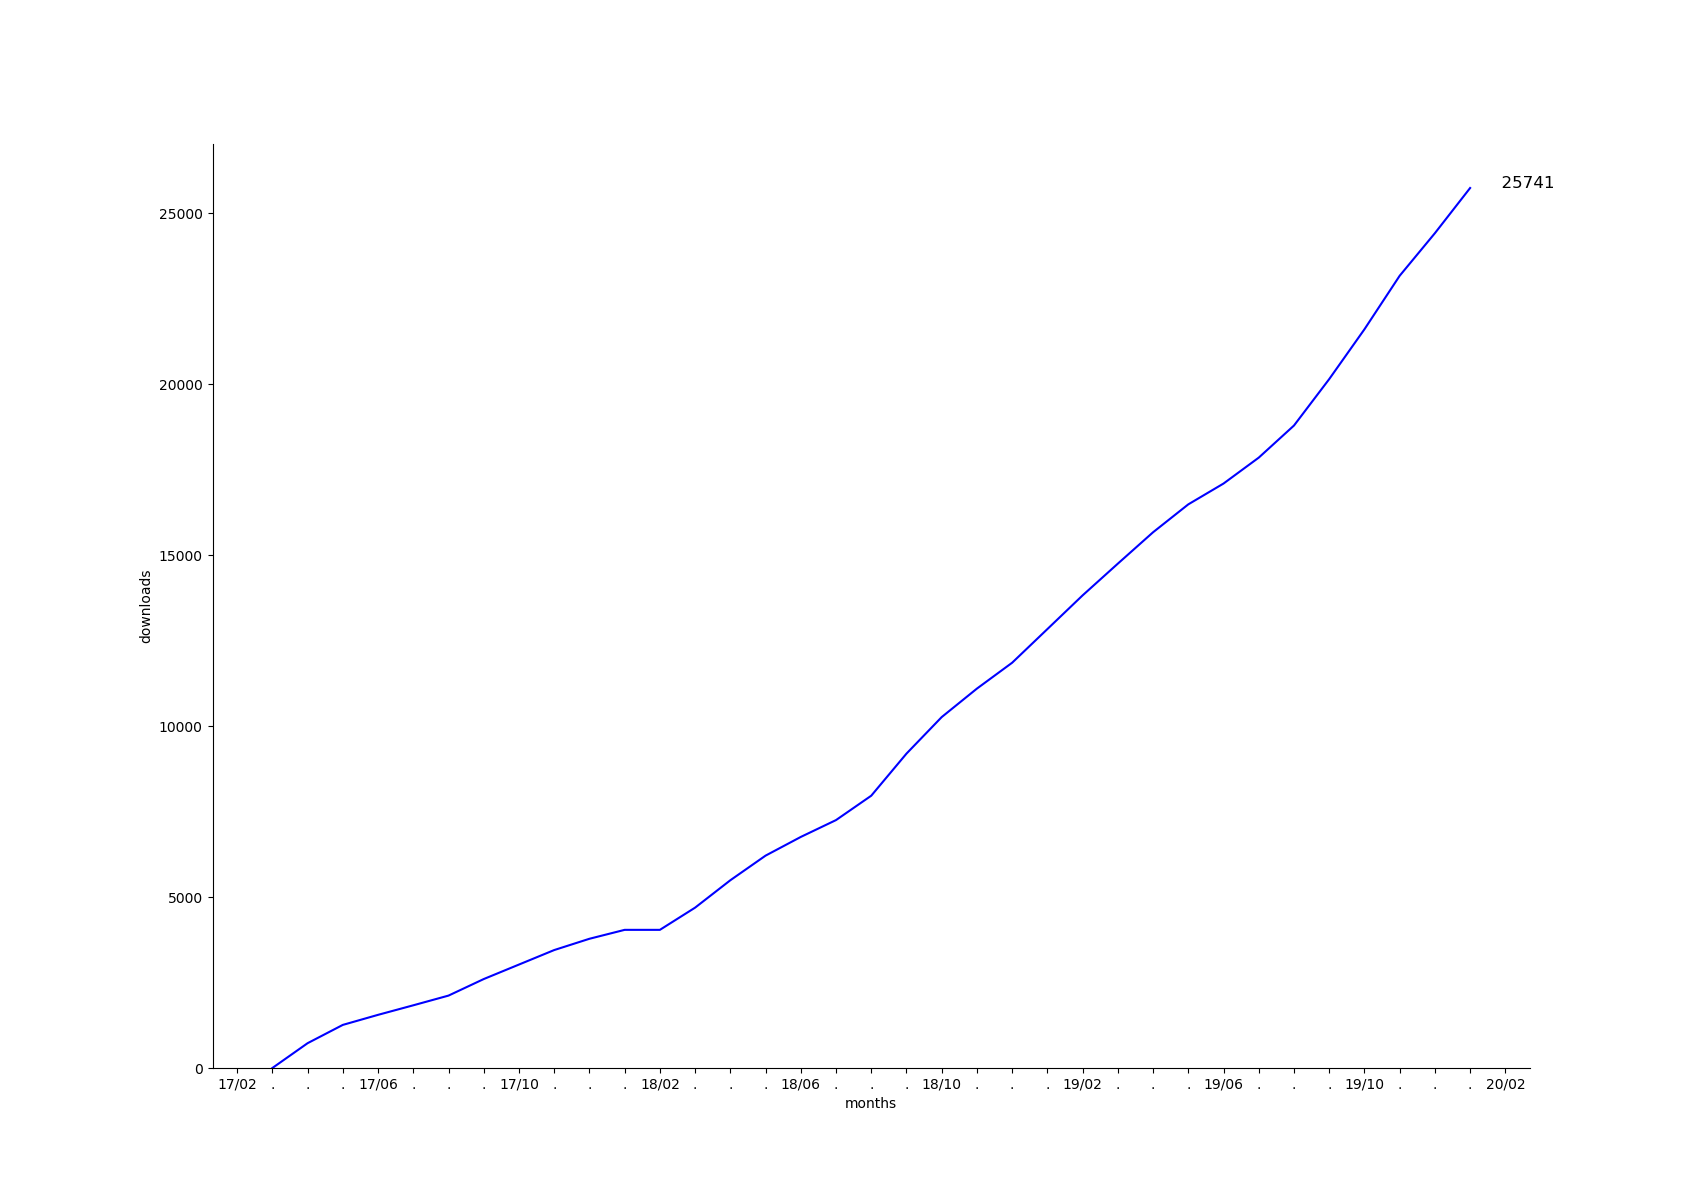 25741
25000
20000
15000
downloads
10000
5000
0
17/02 . . . 17/06 . . . 17/10 . . . 18/02 . . . 18/06 . . . 18/10 . . . 19/02 . . . 19/06 . . . 19/10 . . . 20/02
months